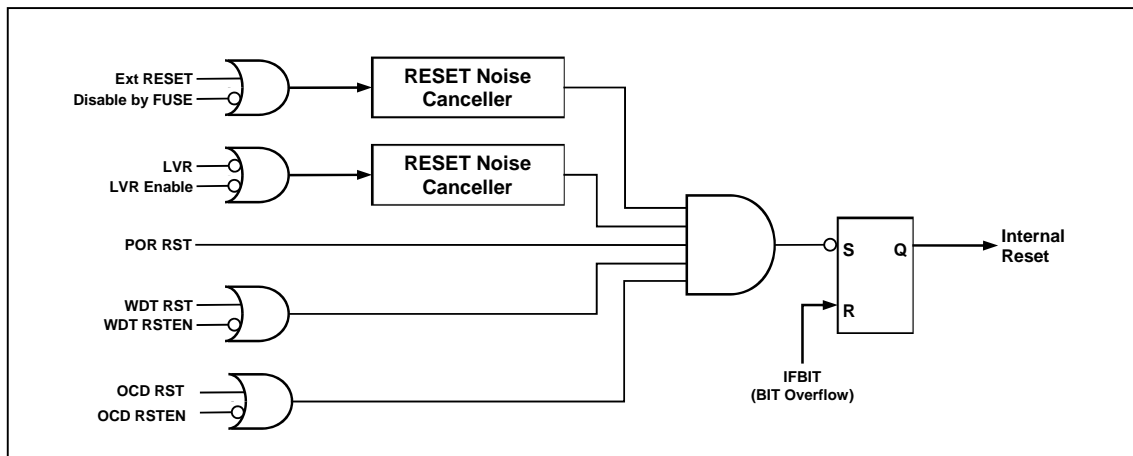 Ext RESET
Disable by FUSE
RESET Noise
Canceller
LVR
LVR Enable
RESET Noise
Canceller
POR RST
WDT RST
WDT RSTEN
OCD RST
OCD RSTEN
S
Q
R
Internal
Reset
IFBIT
(BIT Overflow)